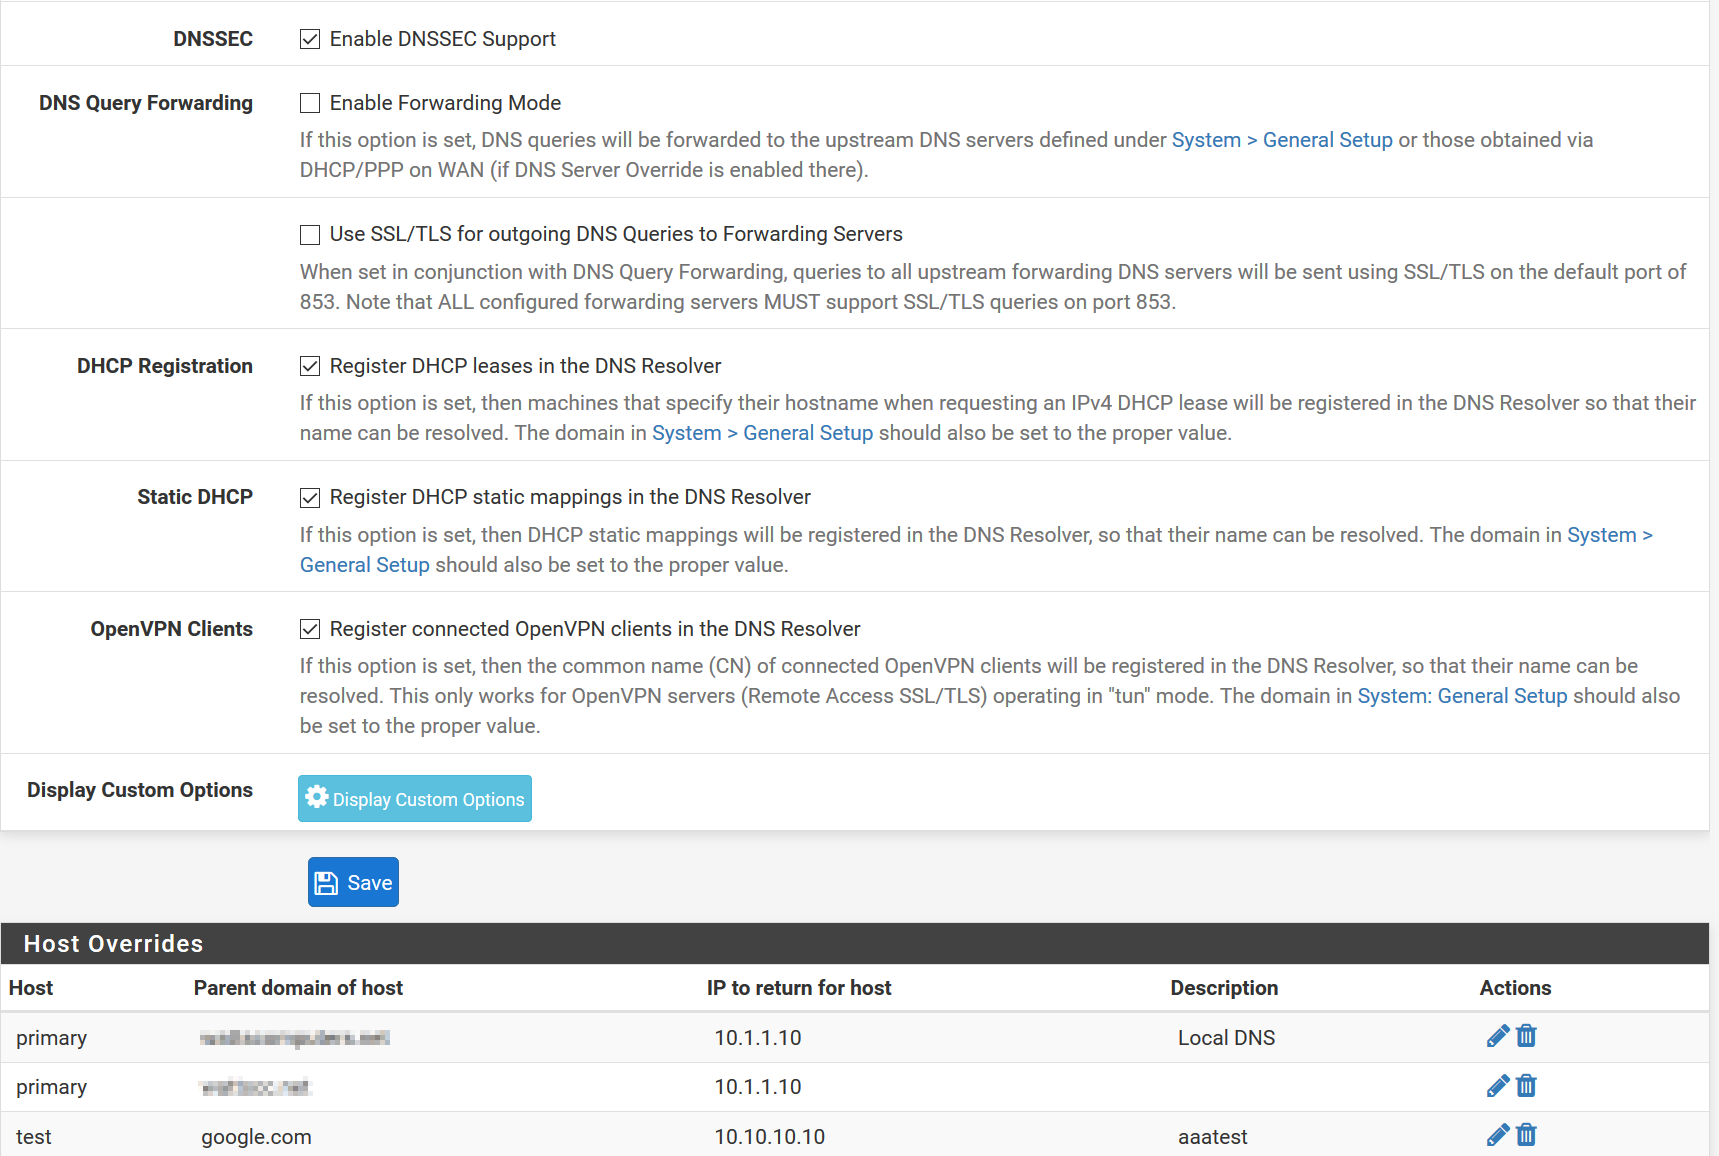 DNSSEC
Enable DNSSEC Support
DNS Query Forwarding
Enable Forwarding Mode
If this option is set, DNS queries will be forwarded to the upstream DNS servers defined under System > General Setup or those obtained via
DHCP/PPP on WAN (if DNS Server Override is enabled there).
Use SSL/TLS for outgoing DNS Queries to Forwarding Servers
When set in conjunction with DNS Query Forwarding, queries to all upstream forwarding DNS servers will be sent using SSL/TLS on the default port of
853. Note that ALL configured forwarding servers MUST support SSL/TLS queries on port 853.
DHCP Registration
Register DHCP leases in the DNS Resolver
If this option is set, then machines that specify their hostname when requesting an IPv4 DHCP lease will be registered in the DNS Resolver so that their
name can be resolved. The domain in System > General Setup should also be set to the proper value.
Static DHCP
Register DHCP static mappings in the DNS Resolver
If this option is set, then DHCP static mappings will be registered in the DNS Resolver, so that their name can be resolved. The domain in System >
General Setup should also be set to the proper value.
OpenVPN Clients
Register connected OpenVPN clients in the DNS Resolver
If this option is set, then the common name (CN) of connected OpenVPN clients will be registered in the DNS Resolver, so that their name can be
resolved. This only works for OpenVPN servers (Remote Access SSL/TLS) operating in "tun" mode. The domain in System: General Setup should also
be set to the proper value.
Display Custom Options
Display Custom Options
Save
Host Overrides
Host Parent domain of host IP to return for host Description Actions
primary 10.1.1.10 Local DNS
primary 10.1.1.10
test google.com 10.10.10.10 aaatest